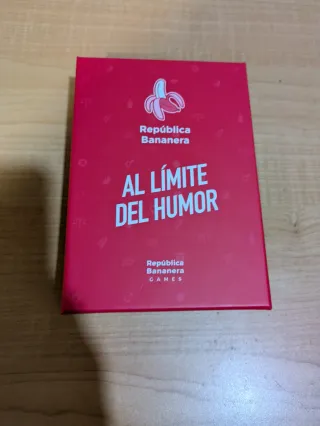 República
Bananera
AL LÍMITE
DEL HUMOR
República
Bananera
GAMES